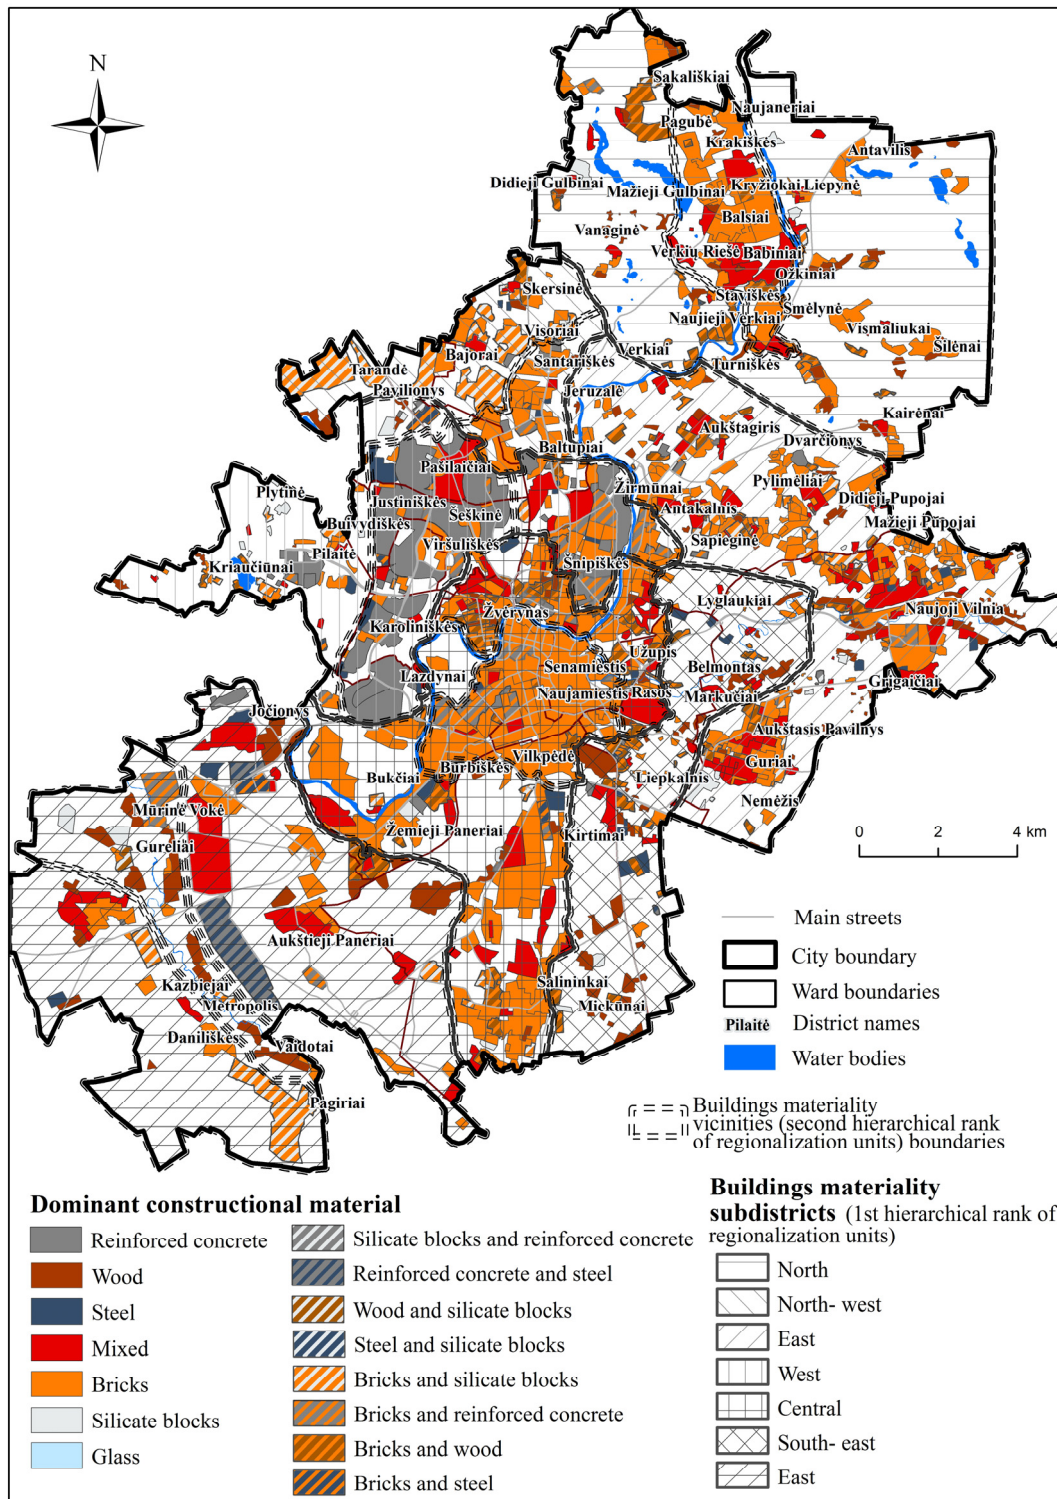 N
Sakališkiai
Naujaneriai
Pagubė
Krakiškės
Antavilis
Didieji Gulbinai
Mažieji Gulbinai
Kryžiokai
Liepynė
Balsiai
Vanaginė
Verkių Riešė
Babiniai
Ožkiniai
Skersinė
Staviškės
Smėlynė
Naujieji Verkiai
Vismaliukai
Visoriai
Šilėnai
Bajorai
Santariškės
Verkiai
Turniškės
Tarandė
Pavilionys
Jeruzalė
Kairėnai
Aukštagiris
Dvarčionys
Baltupiai
Pašilaičiai
Pylimėliai
Plytinė
Justiniškės
Žirmūnai
Didieji Pupojai
Šeškinė
Antakalnis
Buivydiškės
Mažieji Pupojai
Viršuliškės
Sapieginė
Pilaitė
Kriaučiūnai
Šnipiškės
Lyglaukiai
Naujoji Vilnia
Žvėrynas
Karoliniškės
Užupis
Senamiestis
Belmontas
Lazdynai
Grigaičiai
Naujamiestis
Rasos
Markučiai
Jočionys
Aukštasis Pavilnys
Vilkpėdė
Burbiškės
Guriai
Bukčiai
Liepkalnis
Mūrinė Vokė
Nemėžis
Žemieji Paneriai
Kirtimai
0 2 4 km
Gureliai
Aukštieji Paneriai
Salininkai
Kazbiejai
Metropolis
Miekūnai
Daniliškės
Vaidotai
Pagiriai
Main streets
City boundary
Ward boundaries
Pilaitė District names
Water bodies
Buildings materiality
vicinities (second hierarchical rank
of regionalization units) boundaries
Dominant constructional material
Reinforced concrete
Wood
Steel
Mixed
Bricks
Silicate blocks
Glass
Silicate blocks and reinforced concrete
Reinforced concrete and steel
Wood and silicate blocks
Steel and silicate blocks
Bricks and silicate blocks
Bricks and reinforced concrete
Bricks and wood
Bricks and steel
Buildings materiality
subdistricts (1st hierarchical rank of
regionalization units)
North
North- west
East
West
Central
South- east
East